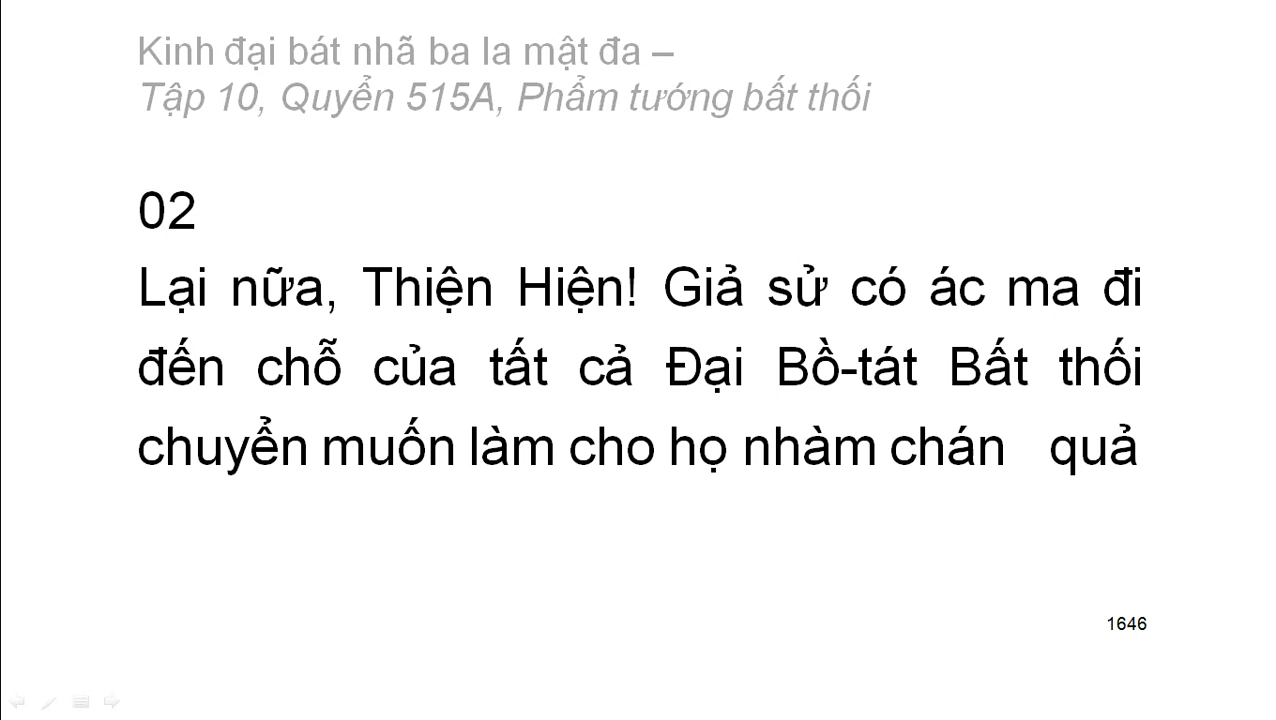 Kinh đại bát nhã ba la mật đa –
Tập 10, Quyển 515A, Phẩm tướng bất thối
02
Lại nữa, Thiện Hiện! Giả sử có ác ma đi
đến chỗ của tất cả Đại Bồ-tát Bất thối
chuyển muốn làm cho họ nhàm chán quả
1646